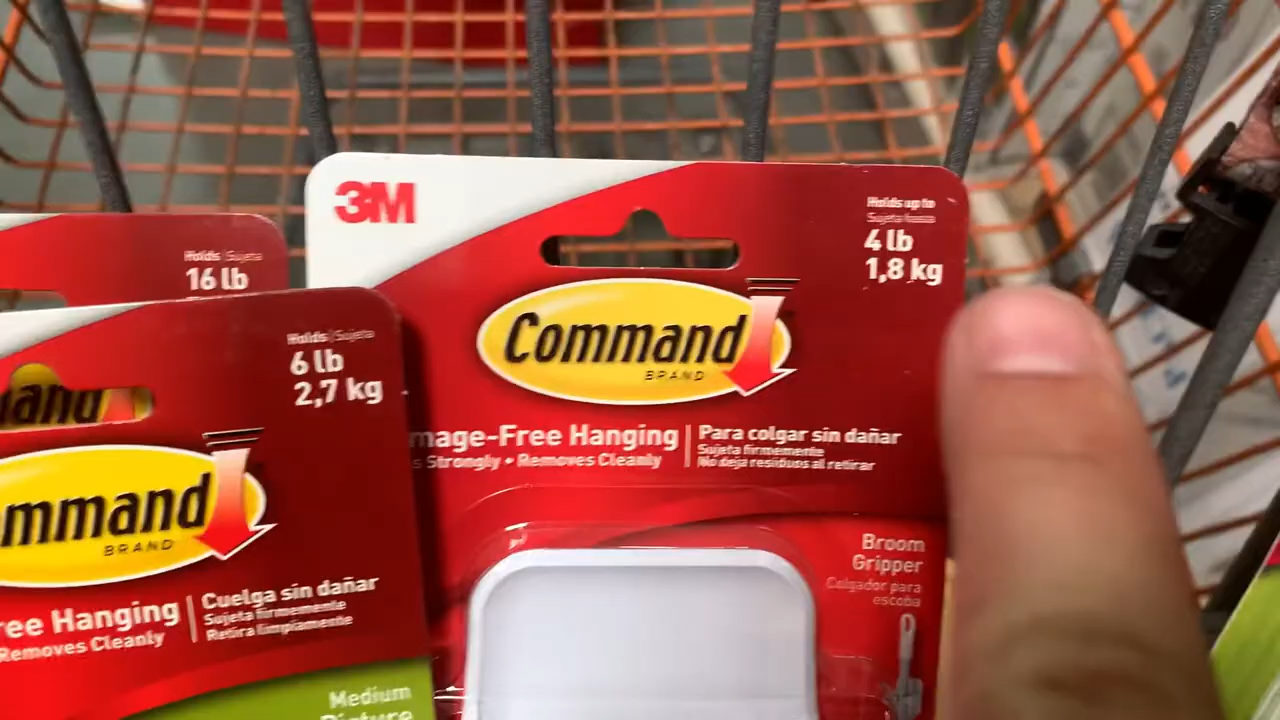 3M
Holds up to
Sujeta hasta
4 lb
1,8 kg
Command
BRAND
mage-Free Hanging
s Strongly • Removes Cleanly
Para colgar sin dañar
Sujeta firmemente
No deja residuos al retirar
Broom
Gripper
Colgador para
escoba
Holds | Sujeta
16 lb
Holds | Sujeta
6 lb
2,7 kg
mand
mmand
BRAND
ree Hanging
Removes Cleanly
Cuelga sin dañar
Sujeta firmemente
Retira limpiamente
Medium
Picture